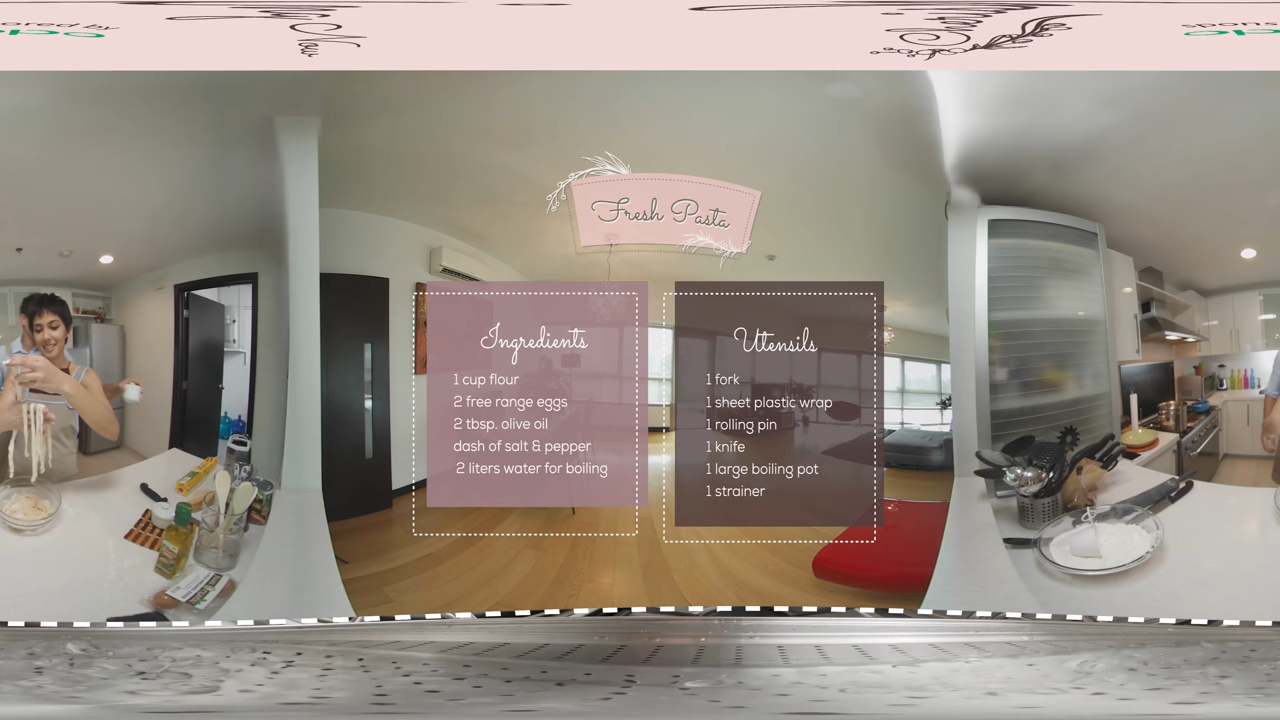 Fresh Pasta
Ingredients
1 cup flour
2 free range eggs
2 tbsp. olive oil
dash of salt & pepper
2 liters water for boiling
Utensils
1 fork
1 sheet plastic wrap
1 rolling pin
1 knife
1 large boiling pot
1 strainer